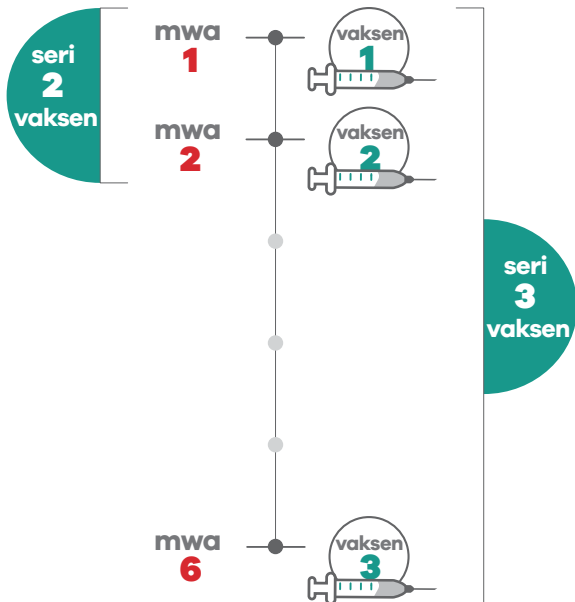 seri
2
vaksen
mwa
1
vaksen
1
mwa
2
vaksen
2
seri
3
vaksen
mwa
6
vaksen
3